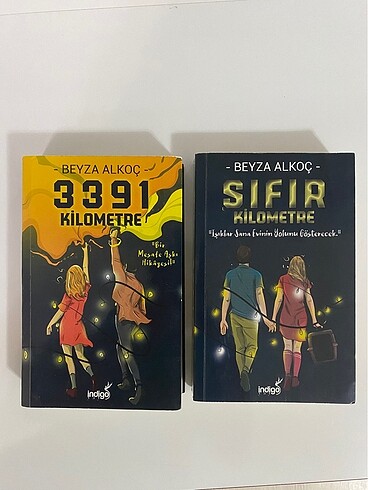 - BEYZA ALKOÇ -
3391
KİLOMETRE
"Bir
Mesafe Aşkı
Hikâyesi!"
indigo
- BEYZA ALKOÇ -
SIFIR
KİLOMETRE
"Işıklar Sana Evinin Yolunu Gösterecek."
indigo